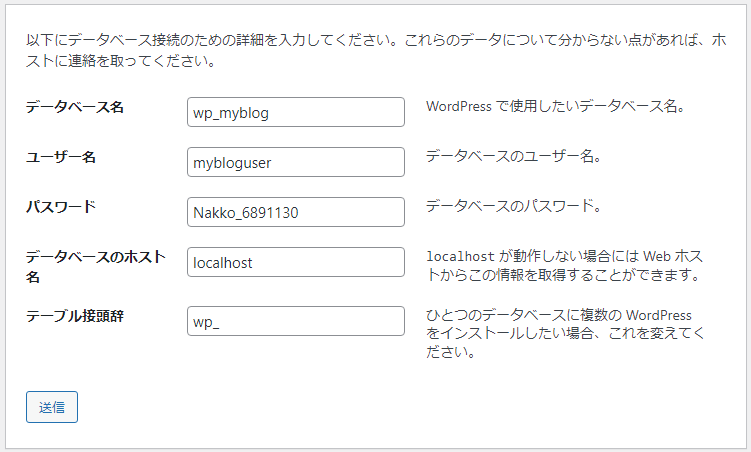 以下にデータベース接続のための詳細を入力してください。これらのデータについて分からない点があれば、ホ
ストに連絡を取ってください。
データベース名
wp_myblog
WordPress で使用したいデータベース名。
ユーザー名
mybloguser
データベースのユーザー名。
パスワード
Nakko_6891130
データベースのパスワード。
データベースのホスト
名
localhost
localhost が動作しない場合には Web ホス
トからこの情報を取得することができます。
テーブル接頭辞
wp_
ひとつのデータベースに複数の WordPress
をインストールしたい場合、これを変えてく
ださい。
送信